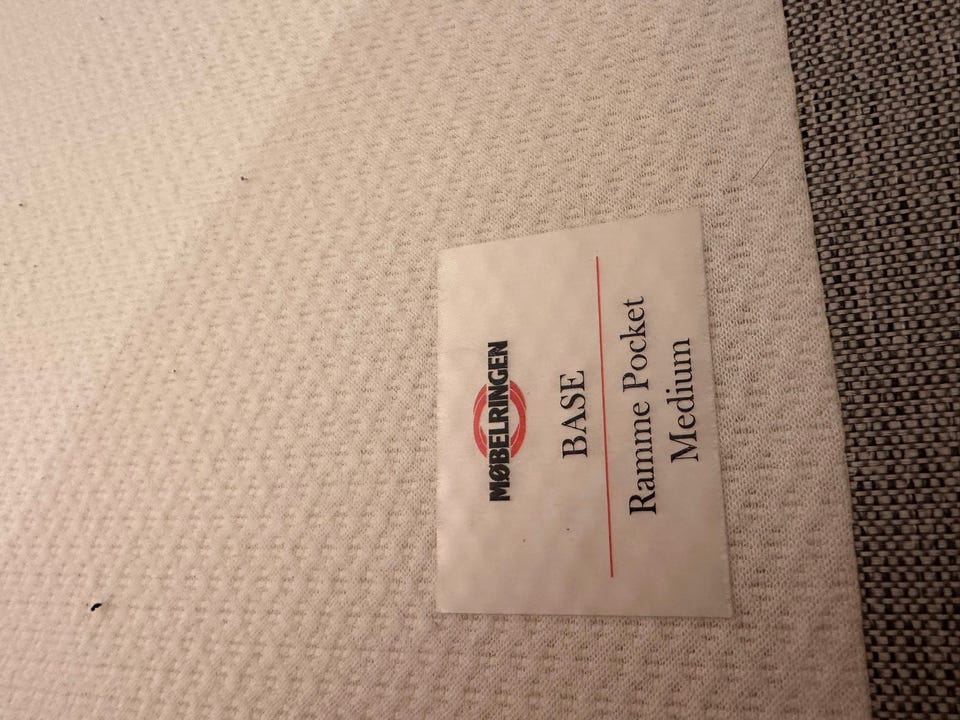 MØBELRINGEN
BASE
Ramme Pocket
Medium